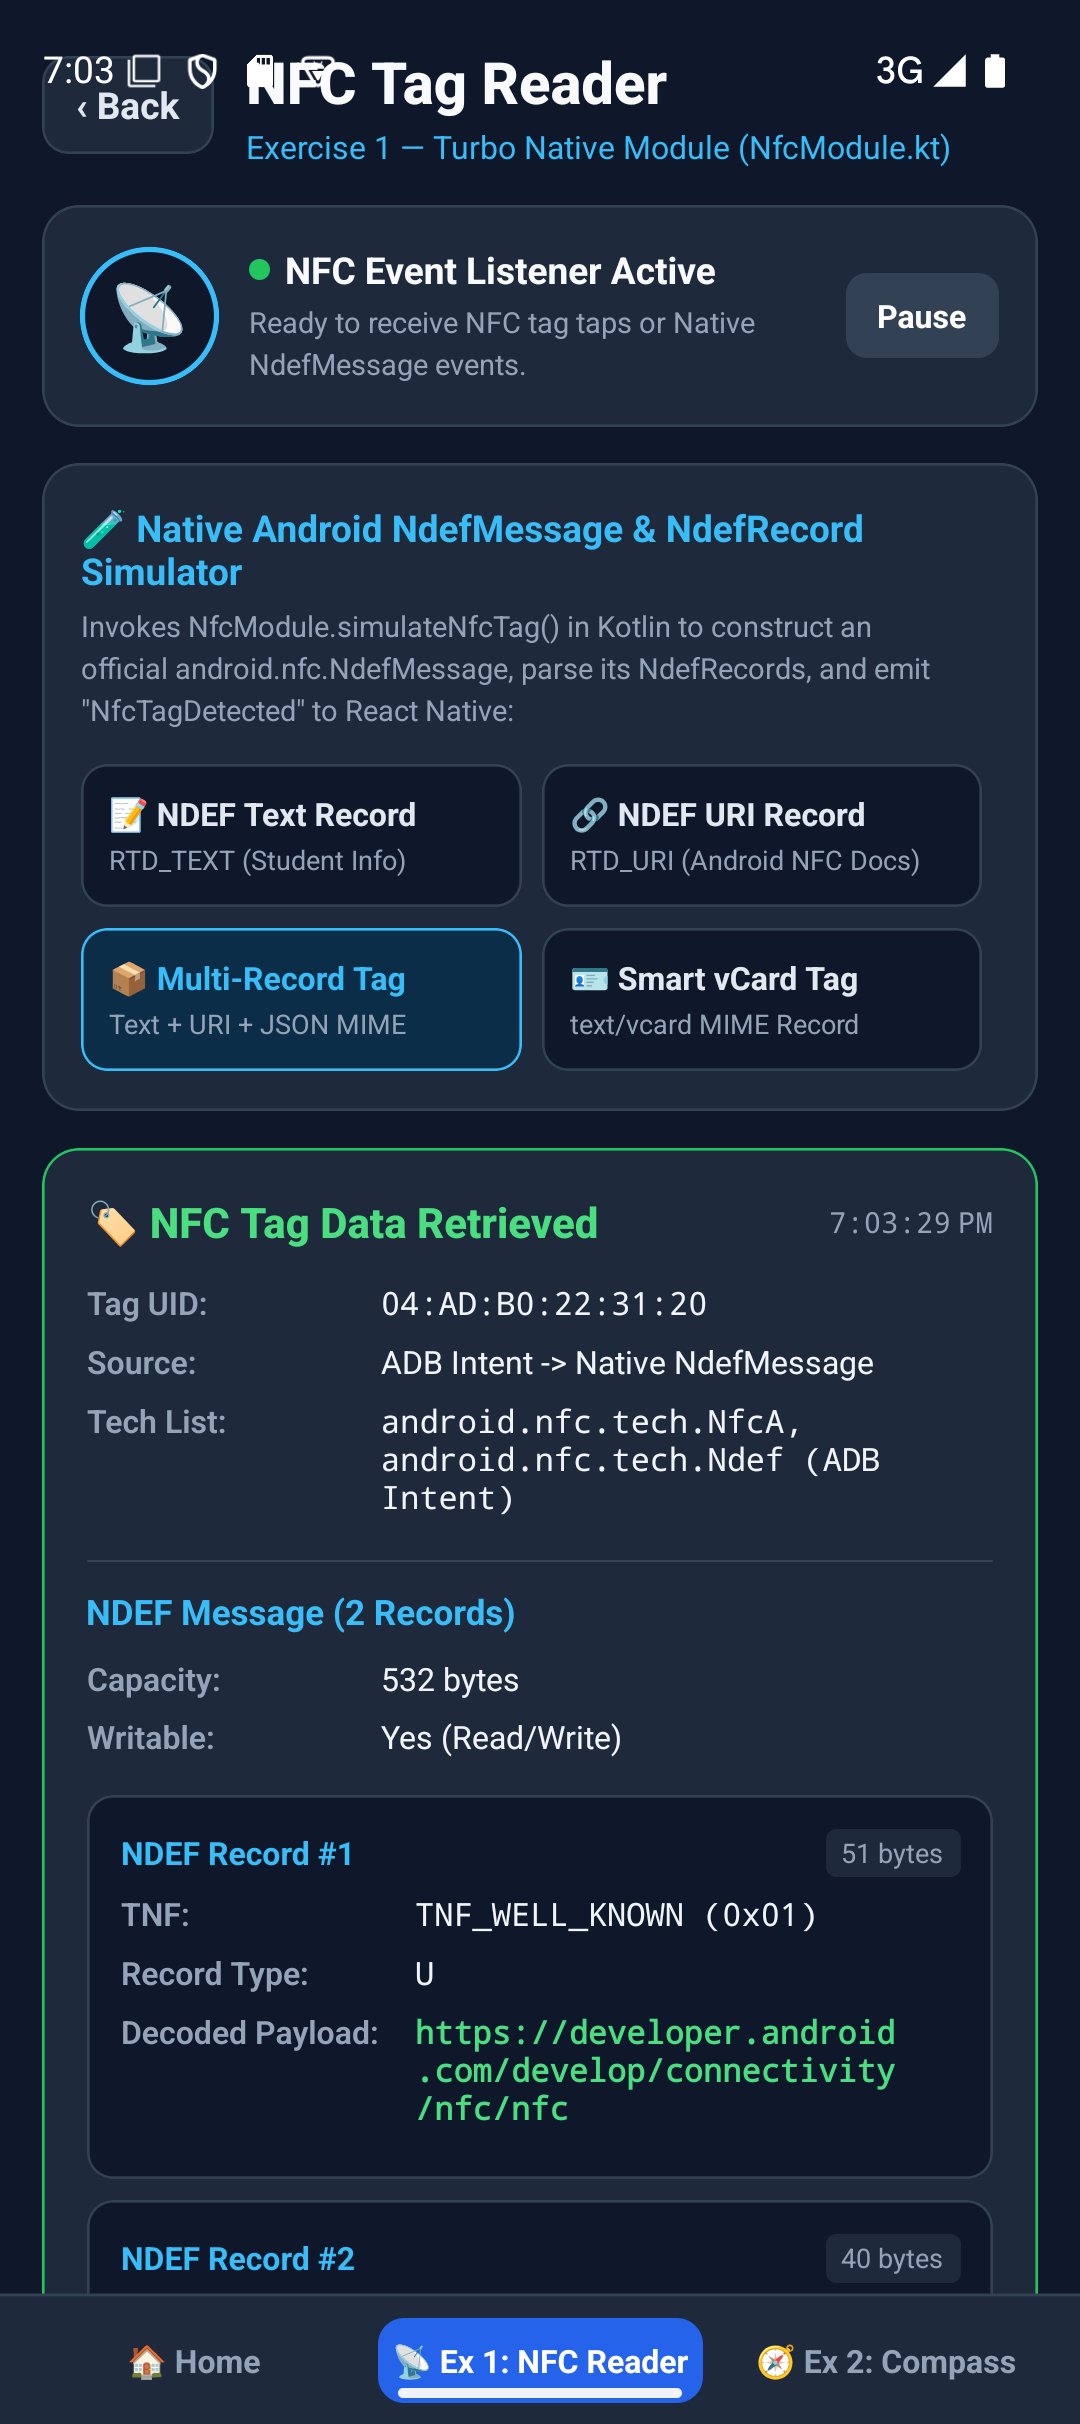 7:03
3G
‹ Back
NFC Tag Reader
Exercise 1 — Turbo Native Module (NfcModule.kt)
NFC Event Listener Active
Ready to receive NFC tag taps or Native
NdefMessage events.
Pause
Native Android NdefMessage & NdefRecord
Simulator
Invokes NfcModule.simulateNfcTag() in Kotlin to construct an
official android.nfc.NdefMessage, parse its NdefRecords, and emit
"NfcTagDetected" to React Native:
NDEF Text Record
RTD_TEXT (Student Info)
NDEF URI Record
RTD_URI (Android NFC Docs)
Multi-Record Tag
Text + URI + JSON MIME
Smart vCard Tag
text/vcard MIME Record
NFC Tag Data Retrieved
7:03:29 PM
Tag UID: 04:AD:B0:22:31:20
Source: ADB Intent -> Native NdefMessage
Tech List: android.nfc.tech.NfcA,
android.nfc.tech.Ndef (ADB
Intent)
NDEF Message (2 Records)
Capacity: 532 bytes
Writable: Yes (Read/Write)
NDEF Record #1
51 bytes
TNF: TNF_WELL_KNOWN (0x01)
Record Type: U
Decoded Payload: https://developer.android
.com/develop/connectivity
/nfc/nfc
NDEF Record #2
40 bytes
Home
Ex 1: NFC Reader
Ex 2: Compass